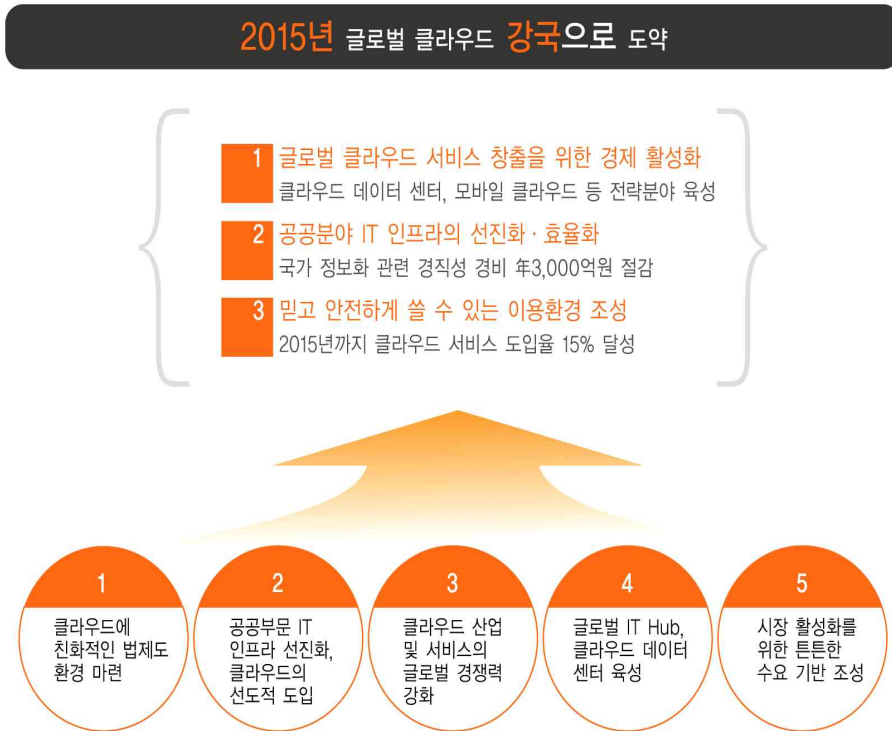 2015년 글로벌 클라우드 강국으로 도약
1 글로벌 클라우드 서비스 창출을 위한 경제 활성화
클라우드 데이터 센터, 모바일 클라우드 등 전략분야 육성
2 공공분야 IT 인프라의 선진화·효율화
국가 정보화 관련 경직성 경비 年3,000억원 절감
3 믿고 안전하게 쓸 수 있는 이용환경 조성
2015년까지 클라우드 서비스 도입율 15% 달성
1
클라우드에
친화적인 법제도
환경 마련
2
공공부문 IT
인프라 선진화,
클라우드의
선도적 도입
3
클라우드 산업
및 서비스의
글로벌 경쟁력
강화
4
글로벌 IT Hub,
클라우드 데이터
센터 육성
5
시장 활성화를
위한 튼튼한
수요 기반 조성